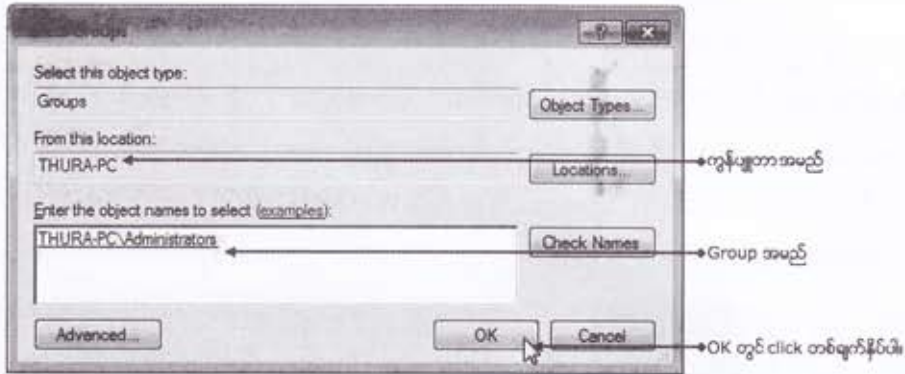 Groups
Select this object type:
Groups
Object Types...
From this location:
THURA-PC
Locations...
ကွန်ပျူတာအမည်
Enter the object names to select (examples):
THURA-PC\Administrators
Check Names
Group အမည်
Advanced...
OK
Cancel
OK တွင် click တစ်ချက်နှိပ်ပါ။